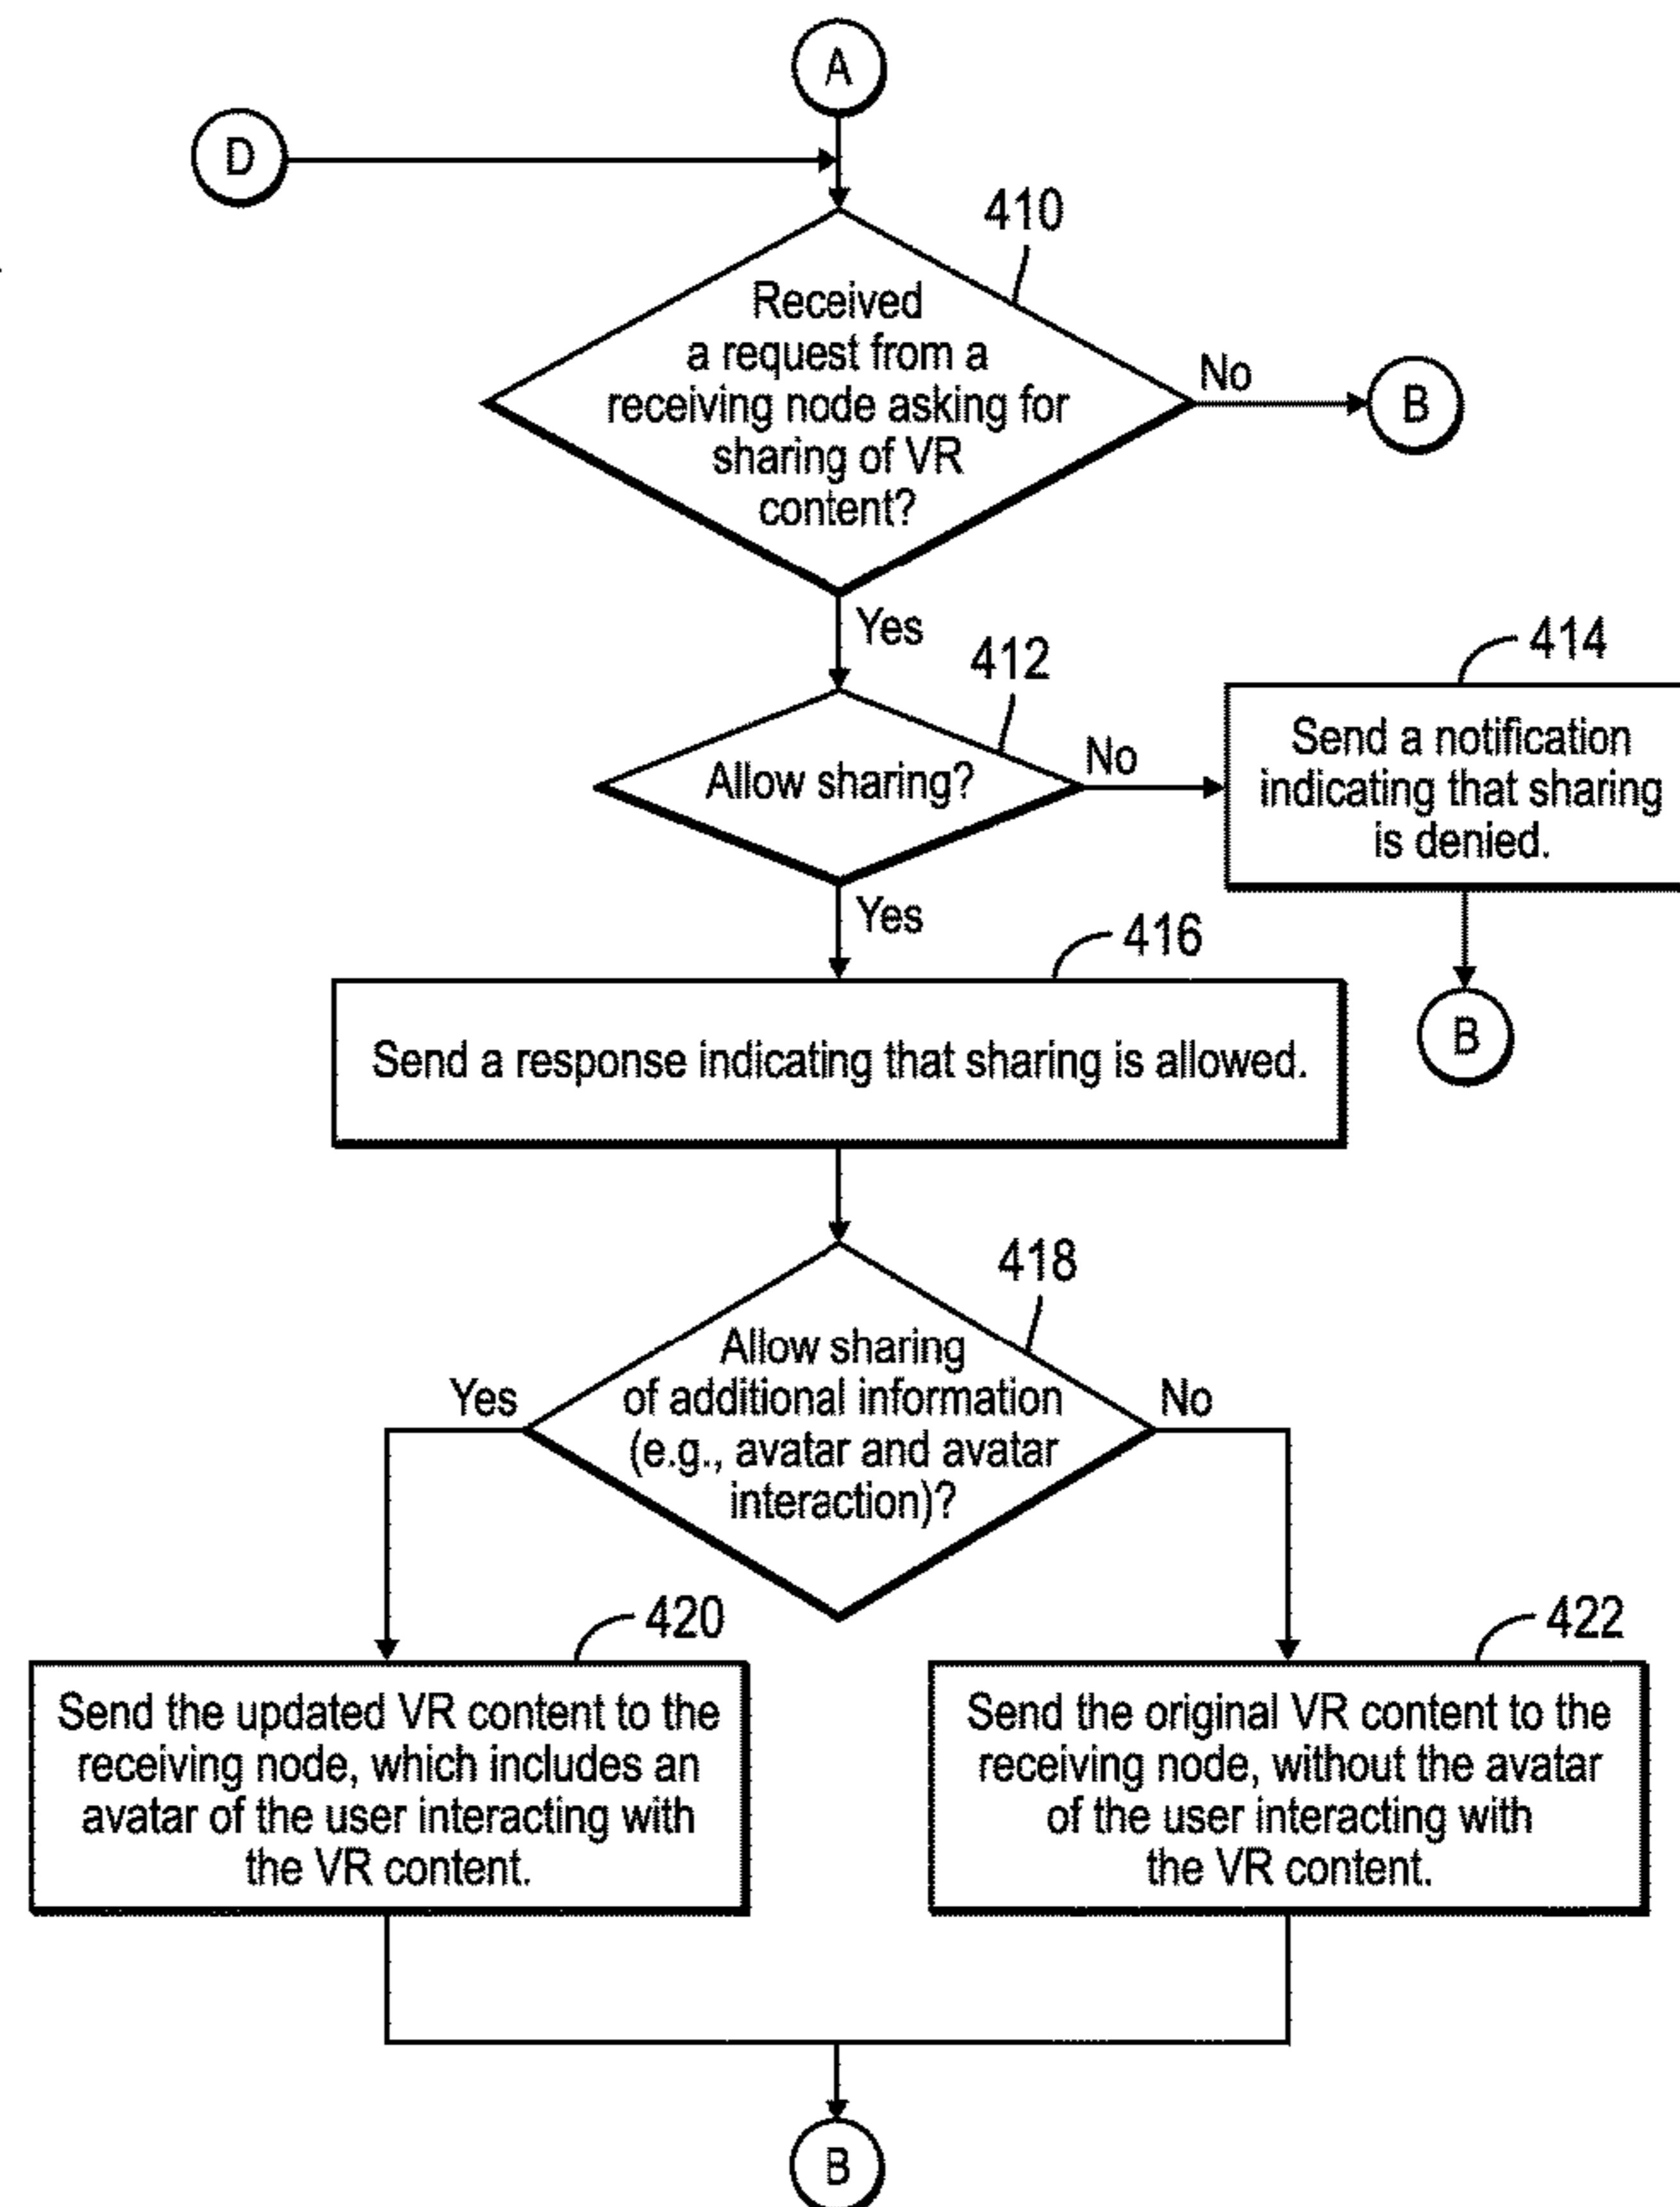 A
D
410
Received
a request from a
receiving node asking for
sharing of VR
content?
No
B
Yes
412
414
Allow sharing?
No
Send a notification
indicating that sharing
is denied.
Yes
416
B
Send a response indicating that sharing is allowed.
418
Allow sharing
of additional information
(e.g., avatar and avatar
interaction)?
Yes
No
420
422
Send the updated VR content to the
receiving node, which includes an
avatar of the user interacting with
the VR content.
Send the original VR content to the
receiving node, without the avatar
of the user interacting with
the VR content.
B